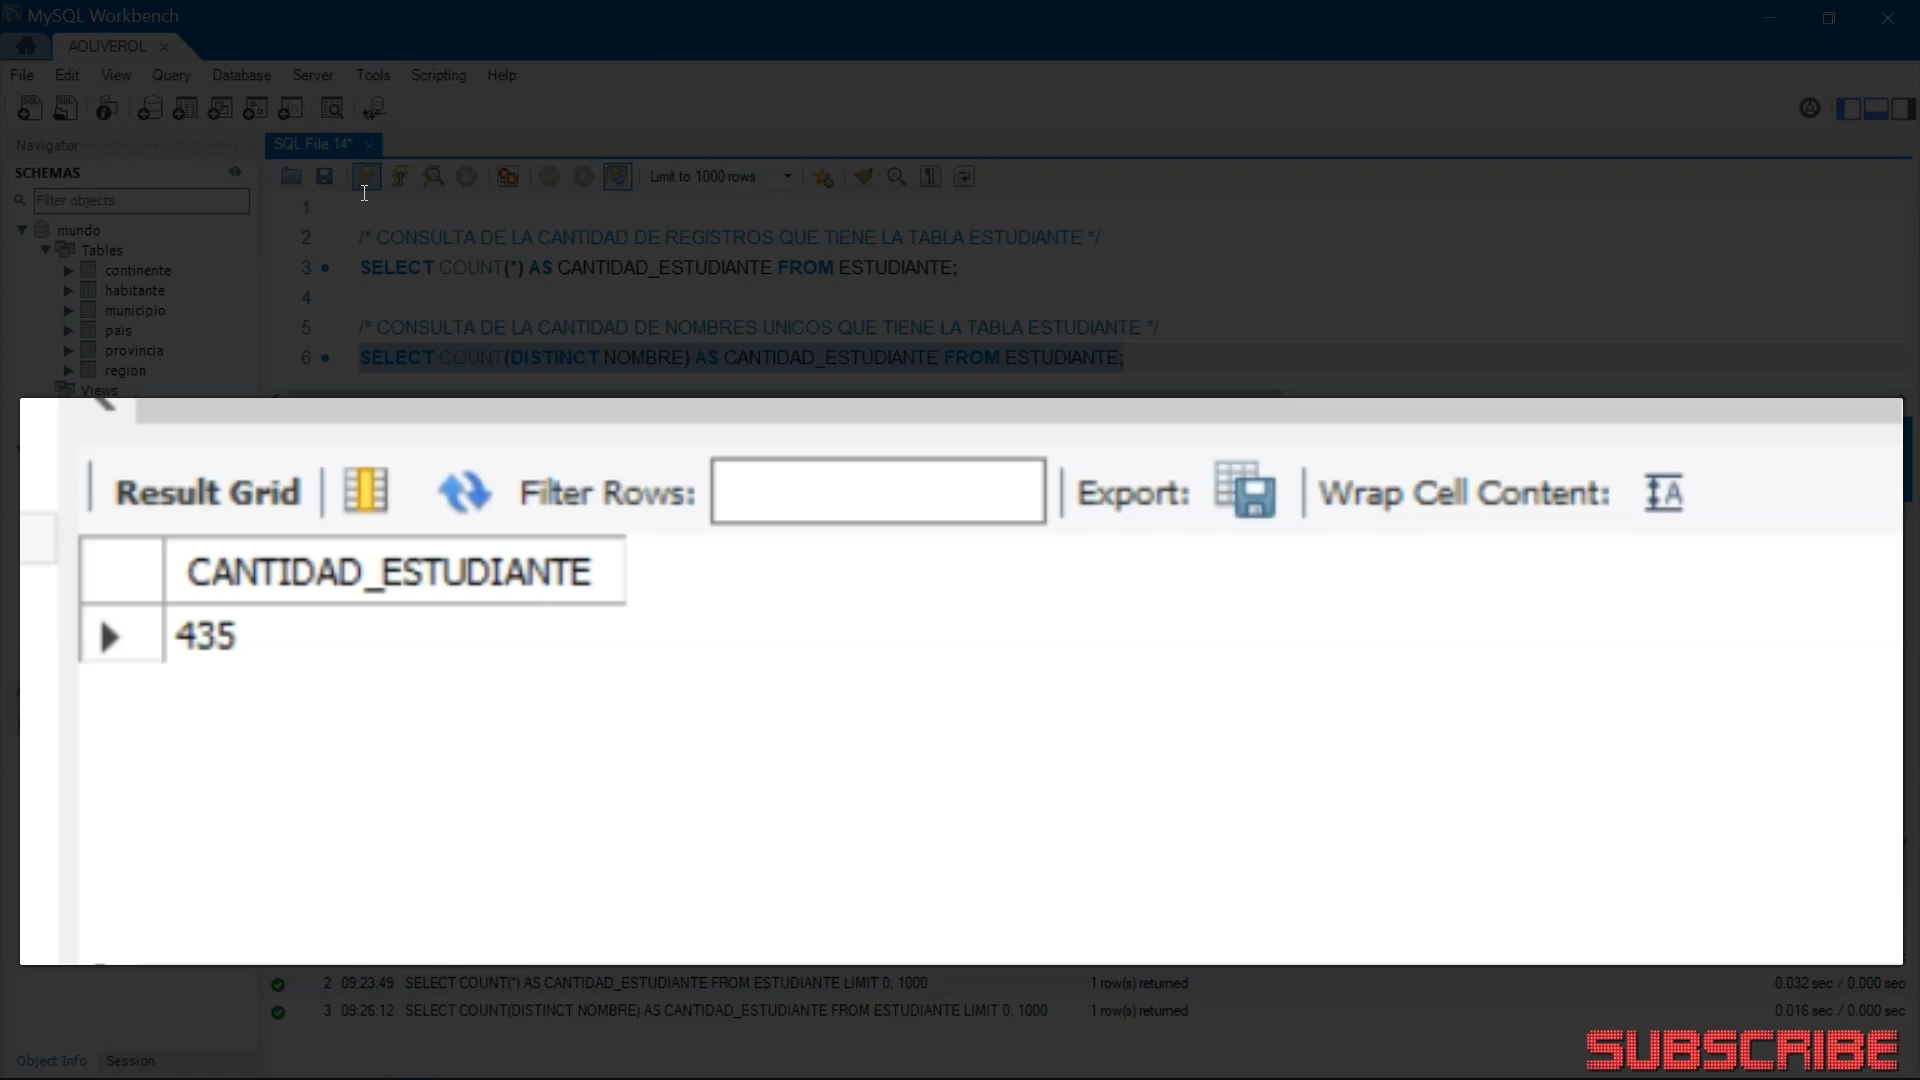 MySQL Workbench
AOLIVEROL
File Edit View Query Database Server Tools Scripting Help
Navigator
SQL File 14*
SCHEMAS
Limit to 1000 rows
Filter objects
1
mundo
2 /* CONSULTA DE LA CANTIDAD DE REGISTROS QUE TIENE LA TABLA ESTUDIANTE */
Tables
3 SELECT COUNT(*) AS CANTIDAD_ESTUDIANTE FROM ESTUDIANTE;
continente
habitante
4
municipio
5 /* CONSULTA DE LA CANTIDAD DE NOMBRES UNICOS QUE TIENE LA TABLA ESTUDIANTE */
pais
provincia
6 SELECT COUNT(DISTINCT NOMBRE) AS CANTIDAD_ESTUDIANTE FROM ESTUDIANTE;
region
Views
Result Grid Filter Rows: Export: Wrap Cell Content:
CANTIDAD_ESTUDIANTE
435
2 09:23:49 SELECT COUNT(*) AS CANTIDAD_ESTUDIANTE FROM ESTUDIANTE LIMIT 0, 1000 1 row(s) returned 0.032 sec / 0.000 sec
3 09:26:12 SELECT COUNT(DISTINCT NOMBRE) AS CANTIDAD_ESTUDIANTE FROM ESTUDIANTE LIMIT 0, 1000 1 row(s) returned 0.016 sec / 0.000 sec
SUBSCRIBE
Object Info Session